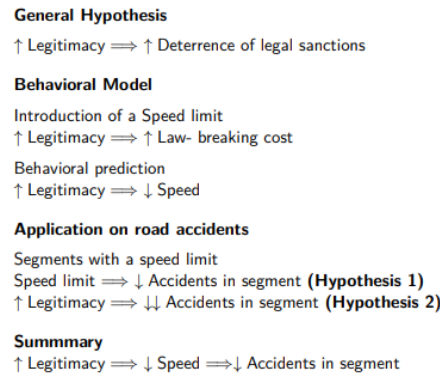 General Hypothesis
↑ Legitimacy ⟹ ↑ Deterrence of legal sanctions
Behavioral Model
Introduction of a Speed limit
↑ Legitimacy ⟹ ↑ Law- breaking cost
Behavioral prediction
↑ Legitimacy ⟹ ↓ Speed
Application on road accidents
Segments with a speed limit
Speed limit ⟹ ↓ Accidents in segment (Hypothesis 1)
↑ Legitimacy ⟹ ↓↓ Accidents in segment (Hypothesis 2)
Summmary
↑ Legitimacy ⟹ ↓ Speed ⟹↓ Accidents in segment